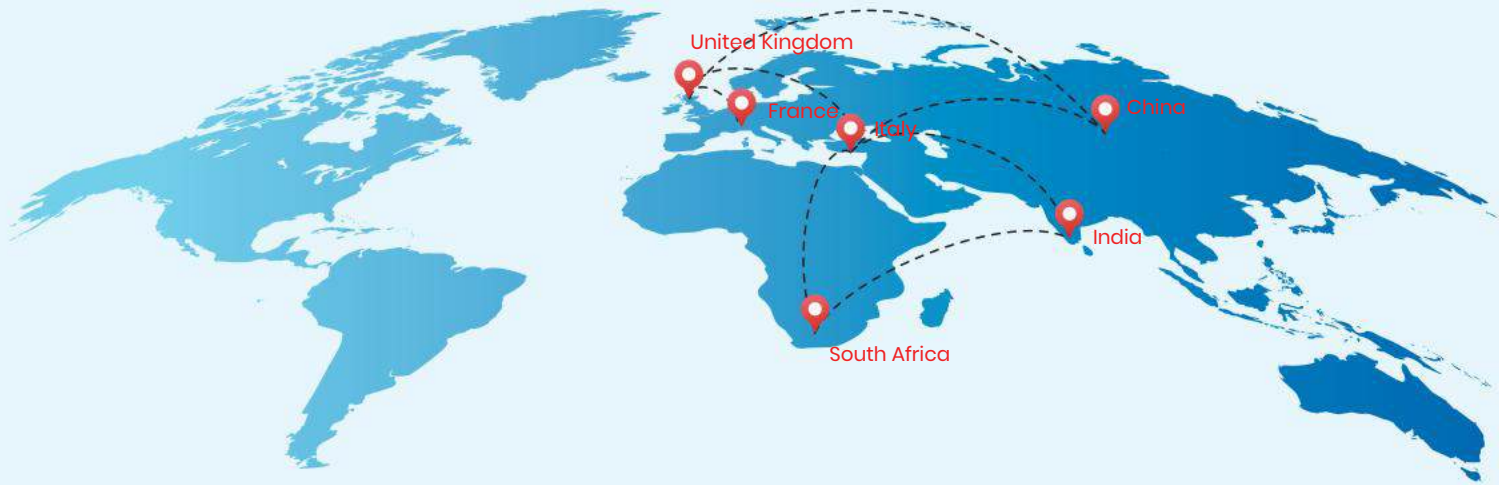 United Kingdom
France
China
Italy
India
South Africa